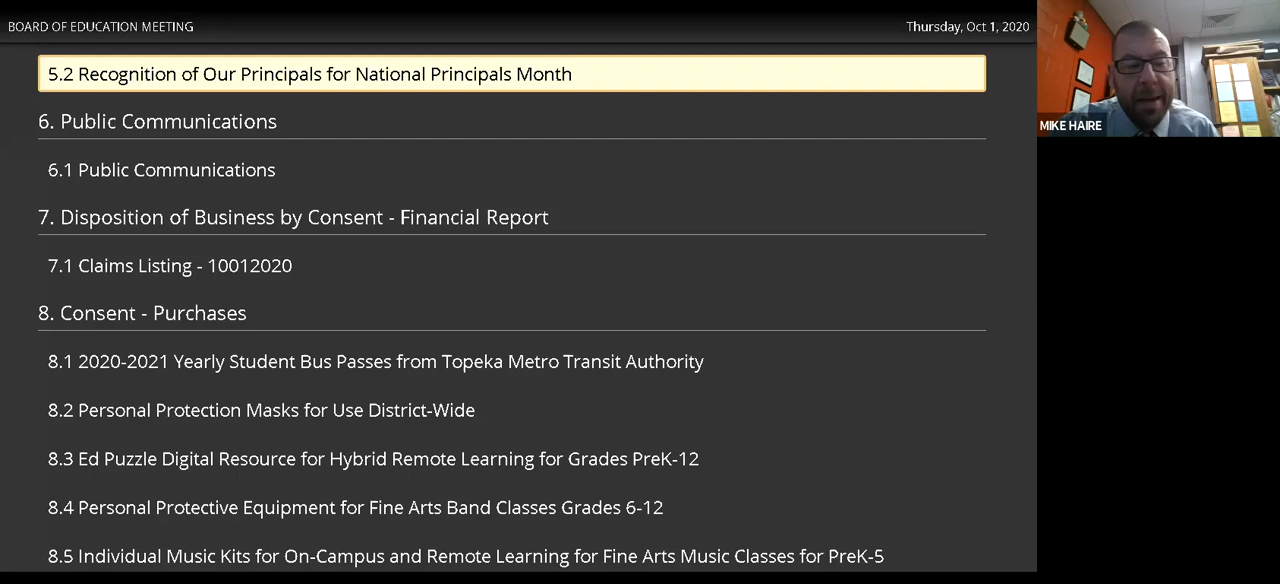 BOARD OF EDUCATION MEETING
Thursday, Oct 1, 2020
5.2 Recognition of Our Principals for National Principals Month
6. Public Communications
6.1 Public Communications
7. Disposition of Business by Consent - Financial Report
7.1 Claims Listing - 10012020
8. Consent - Purchases
8.1 2020-2021 Yearly Student Bus Passes from Topeka Metro Transit Authority
8.2 Personal Protection Masks for Use District-Wide
8.3 Ed Puzzle Digital Resource for Hybrid Remote Learning for Grades PreK-12
8.4 Personal Protective Equipment for Fine Arts Band Classes Grades 6-12
8.5 Individual Music Kits for On-Campus and Remote Learning for Fine Arts Music Classes for PreK-5
MIKE HAIRE